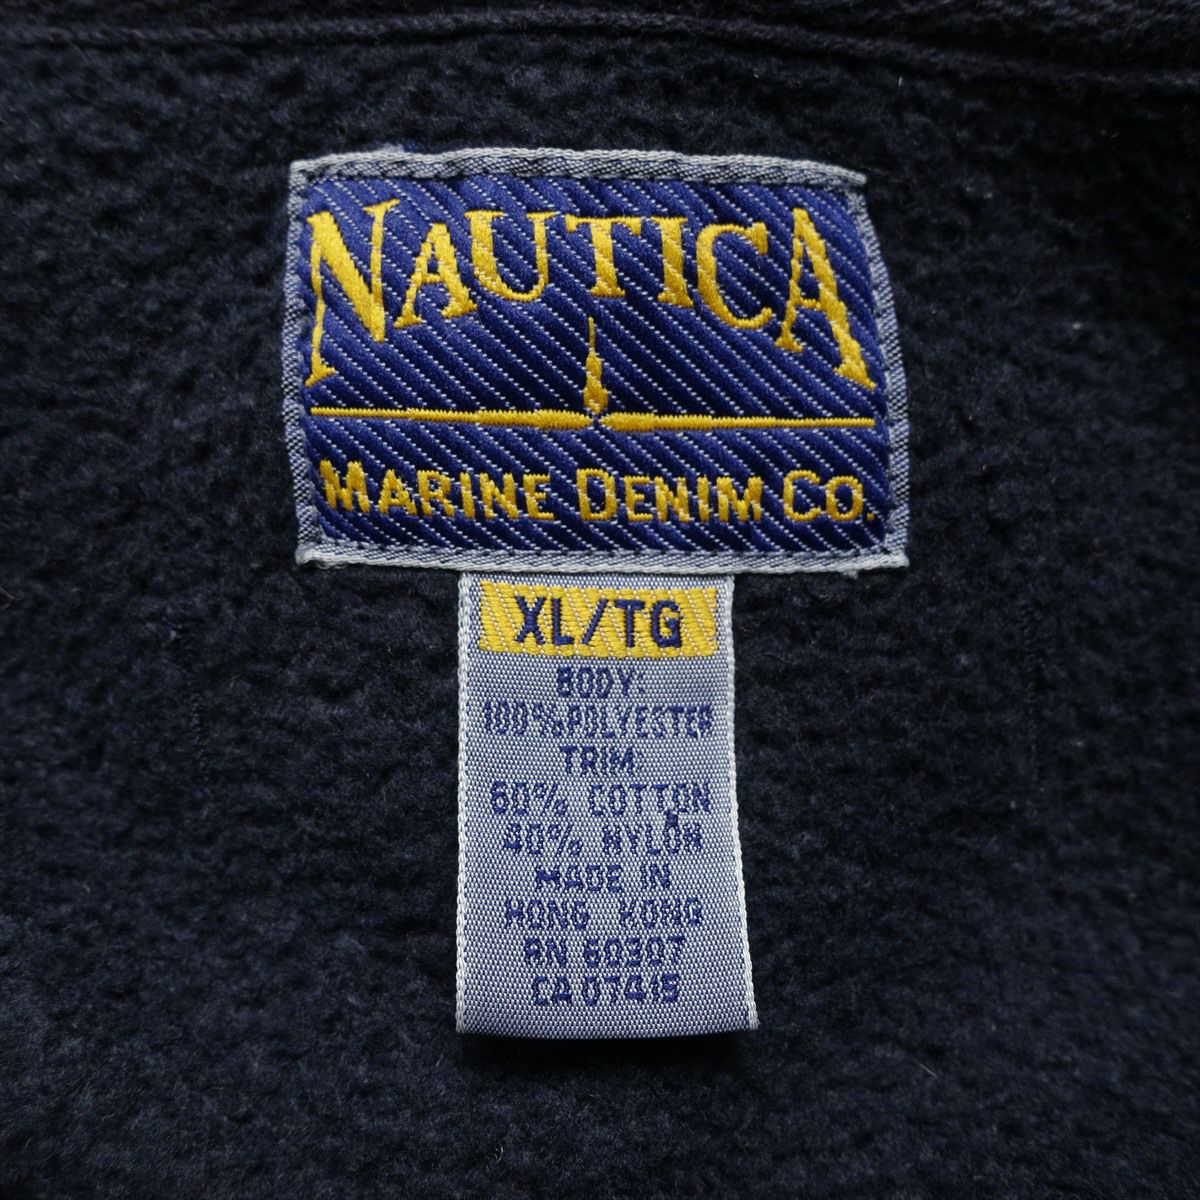 NAUTICA
MARINE DENIM CO.
XL/TG
BODY:
100%POLYESTER
TRIM
60% COTTON
40% NYLON
MADE IN
HONG KONG
RN 60307
CA 07415